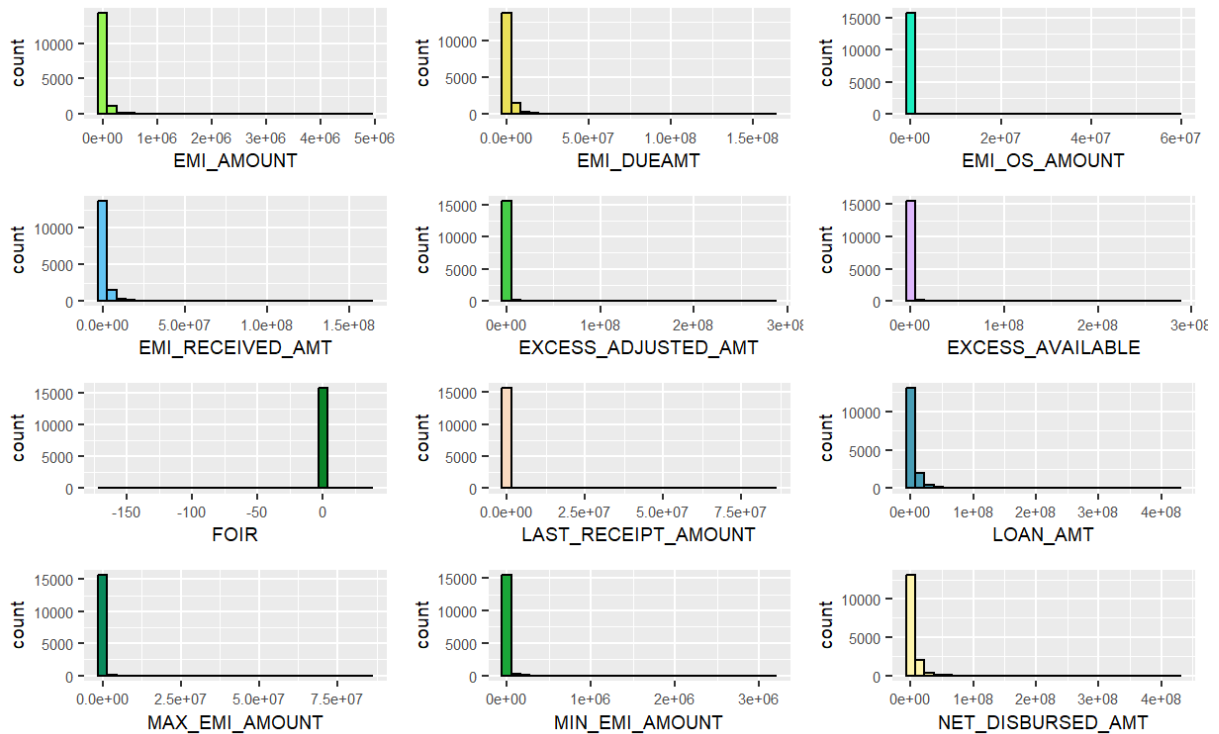 count
10000
5000
0
0e+00 1e+06 2e+06 3e+06 4e+06 5e+06
EMI_AMOUNT
count
10000
5000
0
0.0e+00 5.0e+07 1.0e+08 1.5e+08
EMI_DUEAMT
count
15000
10000
5000
0
0e+00 2e+07 4e+07 6e+07
EMI_OS_AMOUNT
count
10000
5000
0
0.0e+00 5.0e+07 1.0e+08 1.5e+08
EMI_RECEIVED_AMT
count
15000
10000
5000
0
0e+00 1e+08 2e+08 3e+08
EXCESS_ADJUSTED_AMT
count
15000
10000
5000
0
0e+00 1e+08 2e+08 3e+08
EXCESS_AVAILABLE
count
15000
10000
5000
0
-150 -100 -50 0
FOIR
count
15000
10000
5000
0
0.0e+00 2.5e+07 5.0e+07 7.5e+07
LAST_RECEIPT_AMOUNT
count
10000
5000
0
0e+00 1e+08 2e+08 3e+08 4e+08
LOAN_AMT
count
15000
10000
5000
0
0.0e+00 2.5e+07 5.0e+07 7.5e+07
MAX_EMI_AMOUNT
count
15000
10000
5000
0
0e+00 1e+06 2e+06 3e+06
MIN_EMI_AMOUNT
count
10000
5000
0
0e+00 1e+08 2e+08 3e+08 4e+08
NET_DISBURSED_AMT